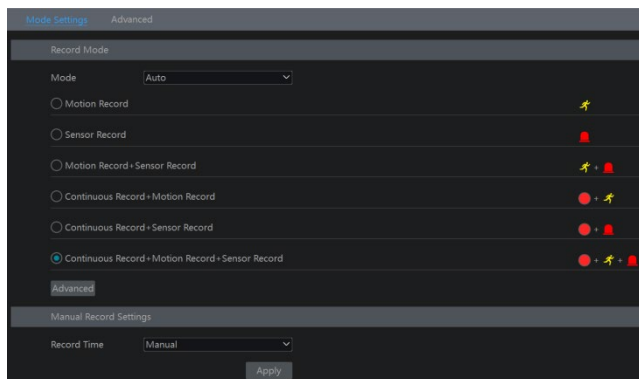 Mode Settings Advanced
Record Mode
Mode Auto
Motion Record
Sensor Record
Motion Record+Sensor Record
+
Continuous Record+Motion Record
+
Continuous Record+Sensor Record
+
Continuous Record+Motion Record+Sensor Record
+ +
Advanced
Manual Record Settings
Record Time Manual
Apply